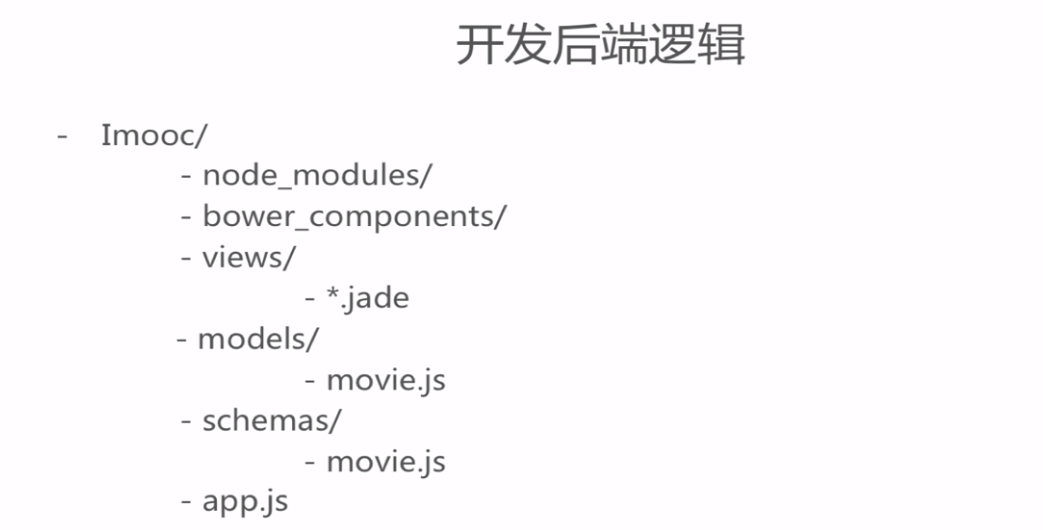 开发后端逻辑
- Imooc/
- node_modules/
- bower_components/
- views/
- *.jade
- models/
- movie.js
- schemas/
- movie.js
- app.js